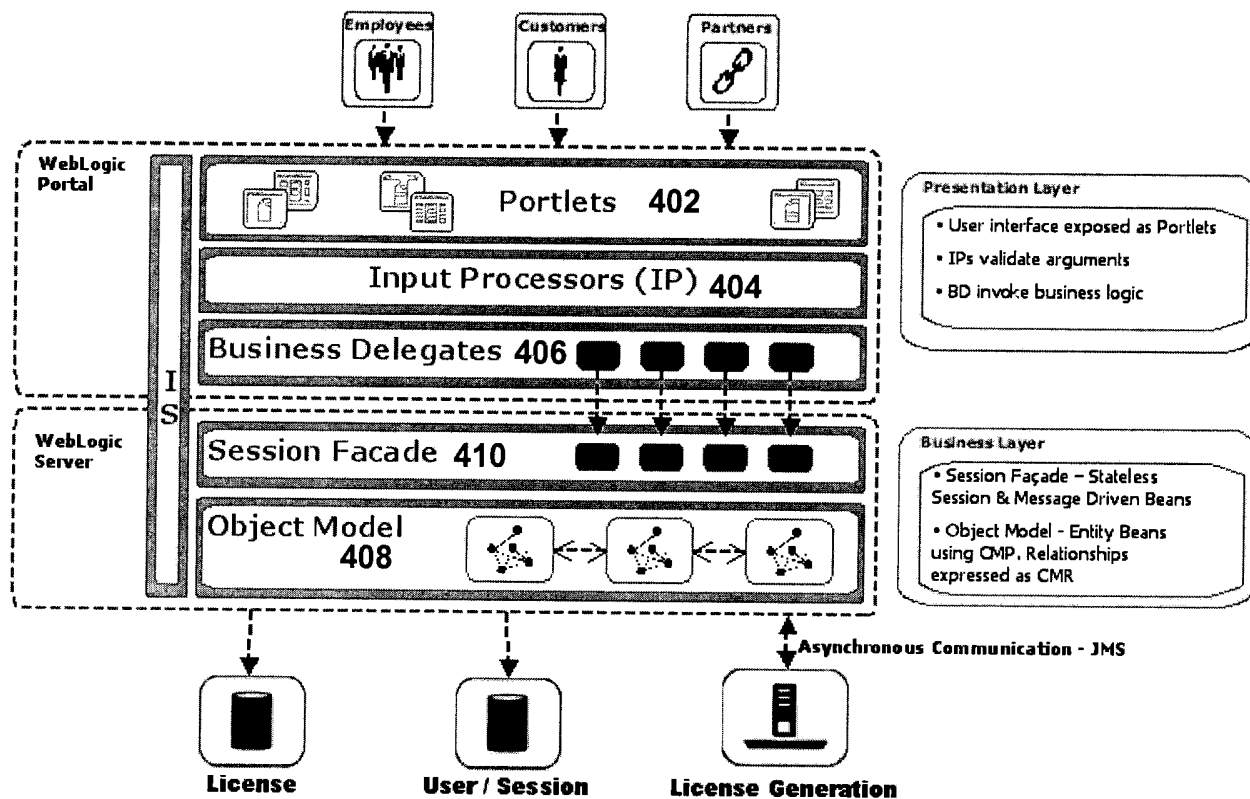 Employees
Customers
Partners
WebLogic
Portal
Portlets 402
Input Processors (IP) 404
Business Delegates 406
I
S
WebLogic
Server
Session Facade 410
Object Model
408
Presentation Layer
• User interface exposed as Portlets
• IPs validate arguments
• BD invoke business logic
Business Layer
• Session Façade – Stateless
Session & Message Driven Beans
• Object Model - Entity Beans
using CMP. Relationships
expressed as CMR
Asynchronous Communication - JMS
License
User / Session
License Generation